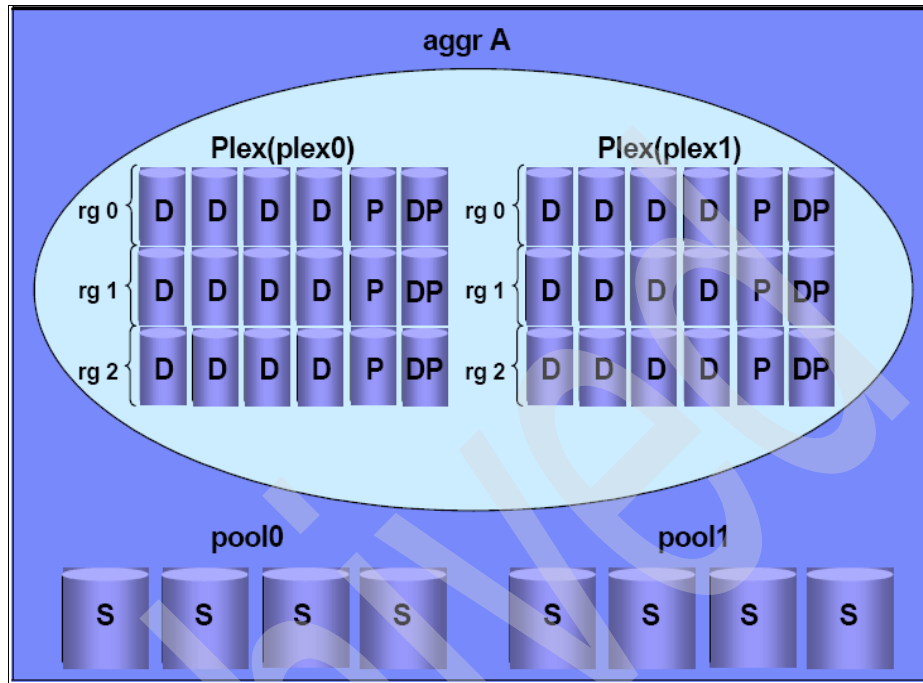 aggr A
Plex(plex0)
rg 0 D D D D P DP
rg 1 D D D D P DP
rg 2 D D D D P DP
Plex(plex1)
rg 0 D D D D P DP
rg 1 D D D D P DP
rg 2 D D D D P DP
pool0
S S S S
pool1
S S S S